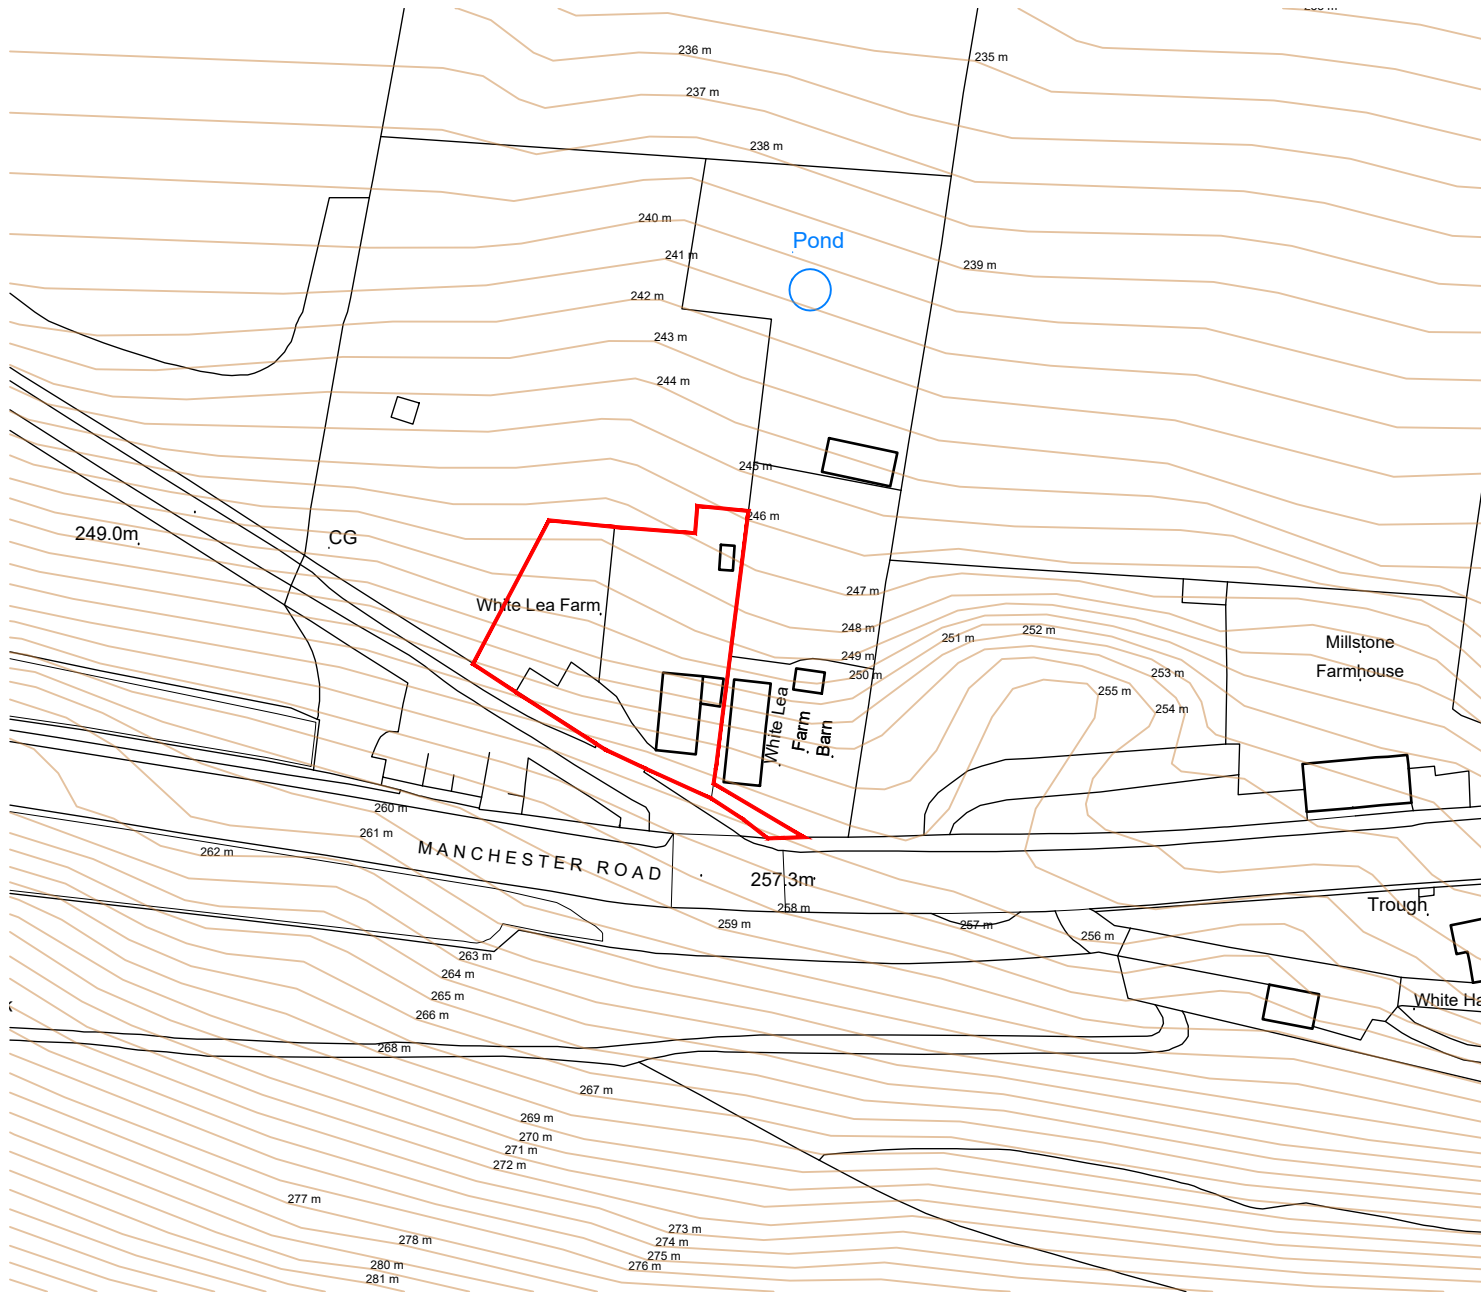 236 m
235 m
237 m
238 m
240 m
Pond
241 m
239 m
242 m
243 m
244 m
245 m
246 m
249.0m
CG
247 m
White Lea Farm
248 m
251 m
252 m
249 m
250 m
Millstone
Farmhouse
253 m
255 m
254 m
White Lea
Farm
Barn
260 m
261 m
262 m
MANCHESTER ROAD
257.3m
258 m
259 m
257 m
256 m
Trough
263 m
264 m
265 m
266 m
White Ha
268 m
267 m
269 m
270 m
271 m
272 m
277 m
273 m
278 m
274 m
275 m
276 m
280 m
281 m